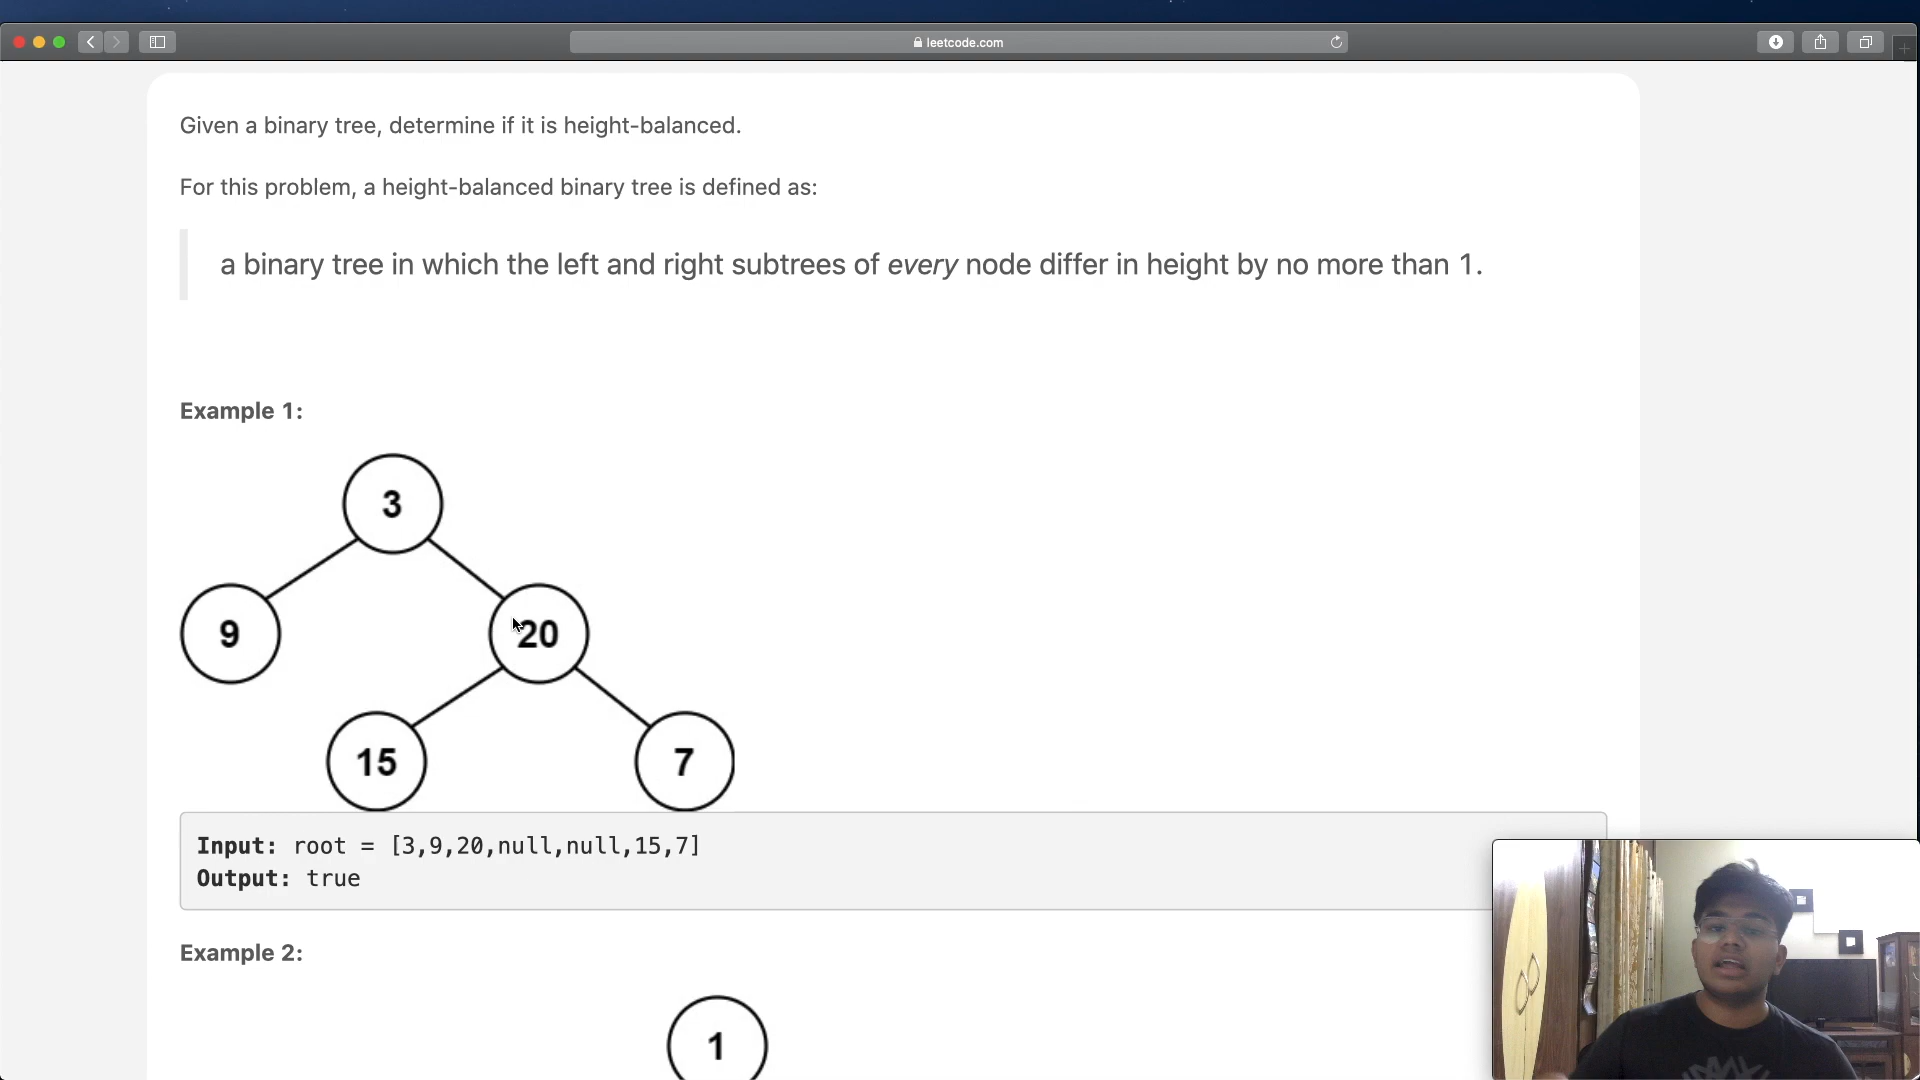 leetcode.com
Given a binary tree, determine if it is height-balanced.
For this problem, a height-balanced binary tree is defined as:
a binary tree in which the left and right subtrees of every node differ in height by no more than 1.
Example 1:
3
9
20
15
7
Input: root = [3,9,20,null,null,15,7]
Output: true
Example 2:
1